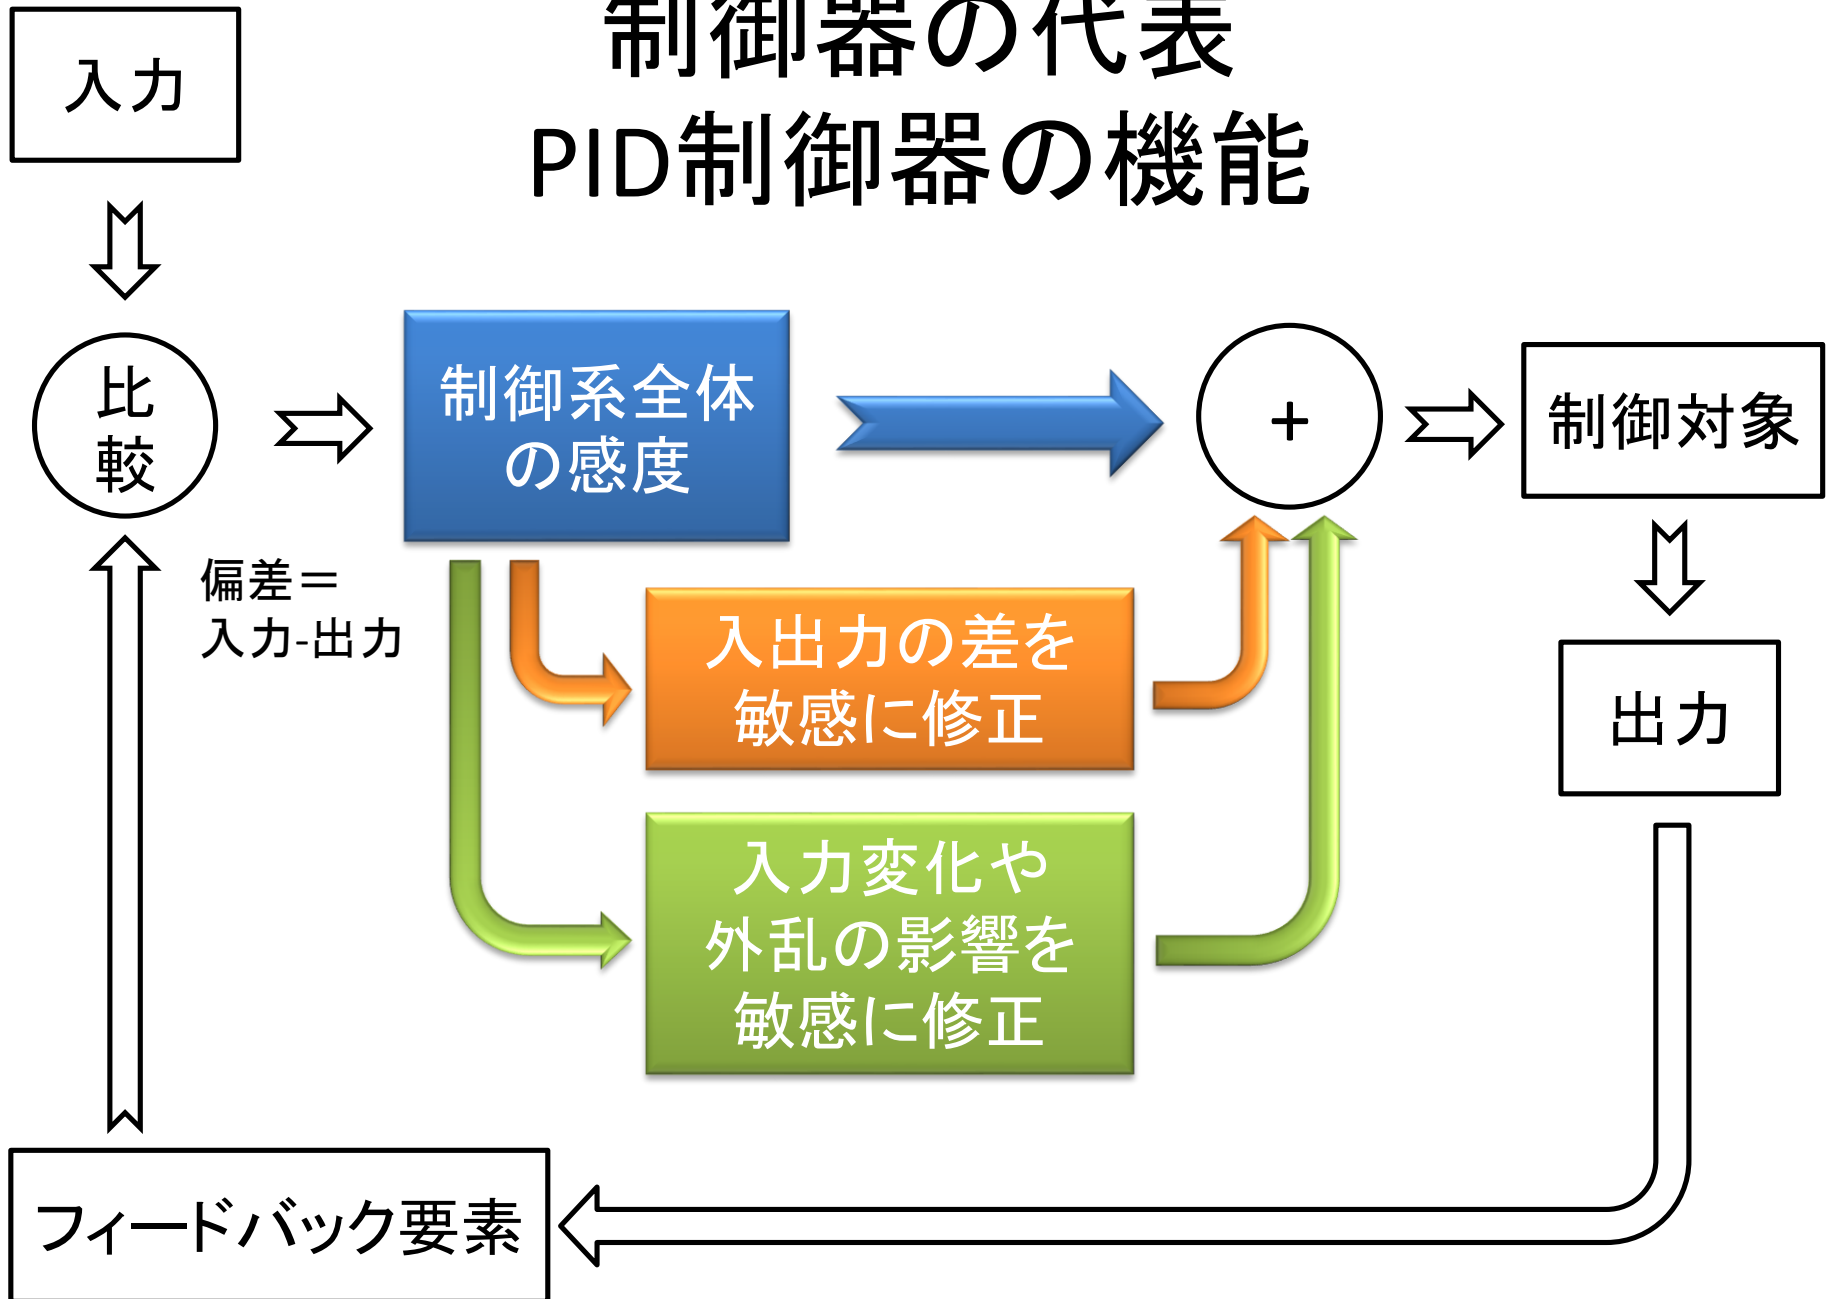 制御器の代表
PID制御器の機能
入力
比
較
偏差＝
入力-出力
制御系全体
の感度
+
制御対象
入出力の差を
敏感に修正
出力
入力変化や
外乱の影響を
敏感に修正
フィードバック要素